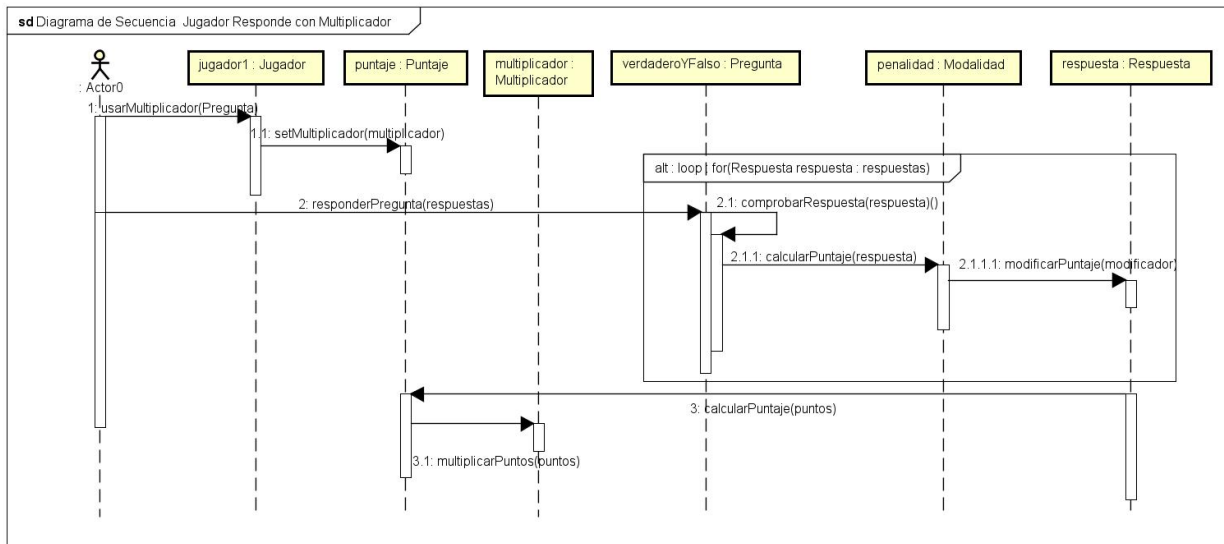 sd Diagrama de Secuencia  Jugador Responde con Multiplicador
: Actor0
jugador1 : Jugador
puntaje : Puntaje
multiplicador :
Multiplicador
verdaderoYFalso : Pregunta
penalidad : Modalidad
respuesta : Respuesta
1: usarMultiplicador(Pregunta)
1.1: setMultiplicador(multiplicador)
alt : loop : for(Respuesta respuesta : respuestas)
2: responderPregunta(respuestas)
2.1: comprobarRespuesta(respuesta)()
2.1.1: calcularPuntaje(respuesta)
2.1.1.1: modificarPuntaje(modificador)
3: calcularPuntaje(puntos)
3.1: multiplicarPuntos(puntos)